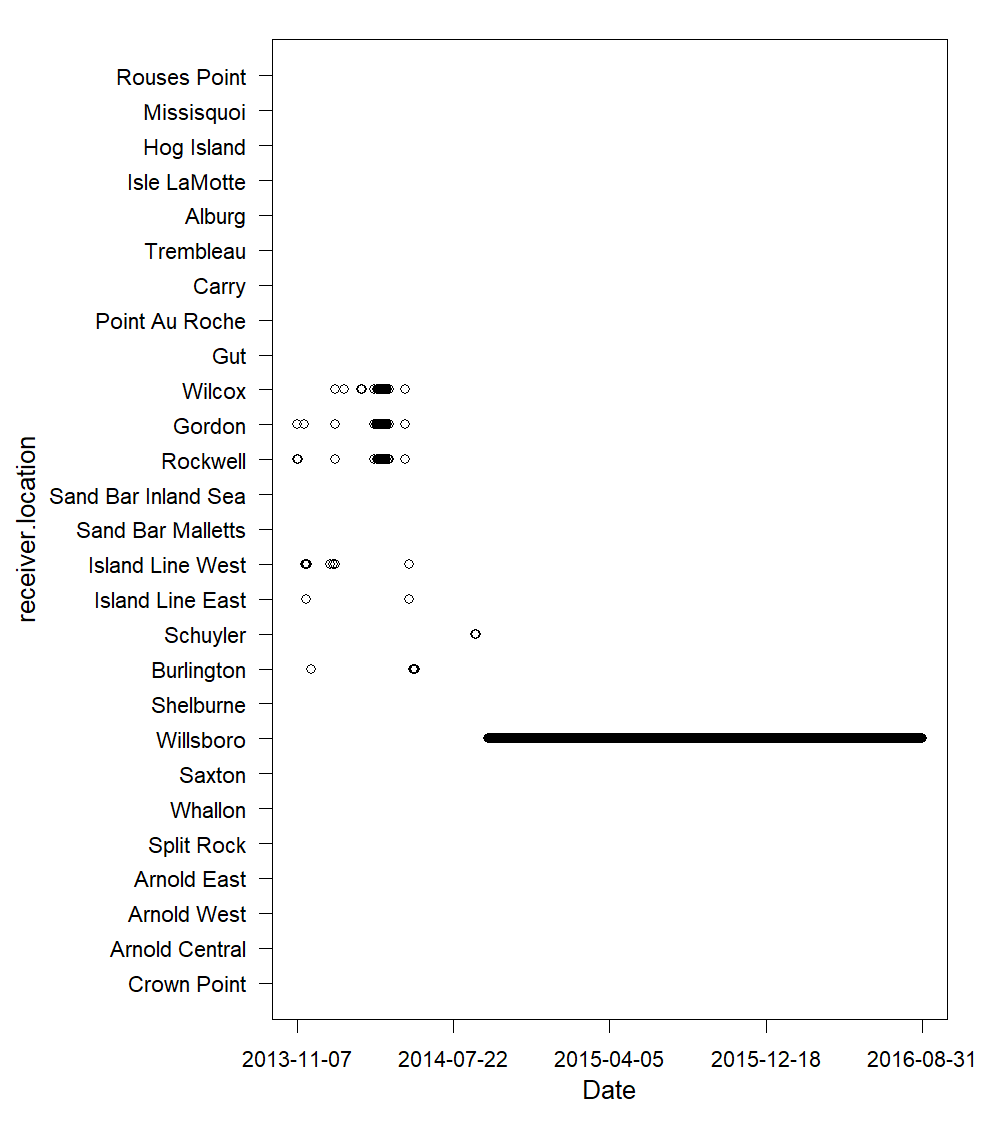 Rouses Point
Missisquoi
Hog Island
Isle LaMotte
Alburg
Trembleau
Carry
Point Au Roche
Gut
Wilcox
Gordon
Rockwell
Sand Bar Inland Sea
Sand Bar Malletts
Island Line West
Island Line East
Schuyler
Burlington
Shelburne
Willsboro
Saxton
Whallon
Split Rock
Arnold East
Arnold West
Arnold Central
Crown Point
receiver.location
2013-11-07 2014-07-22 2015-04-05 2015-12-18 2016-08-31
Date